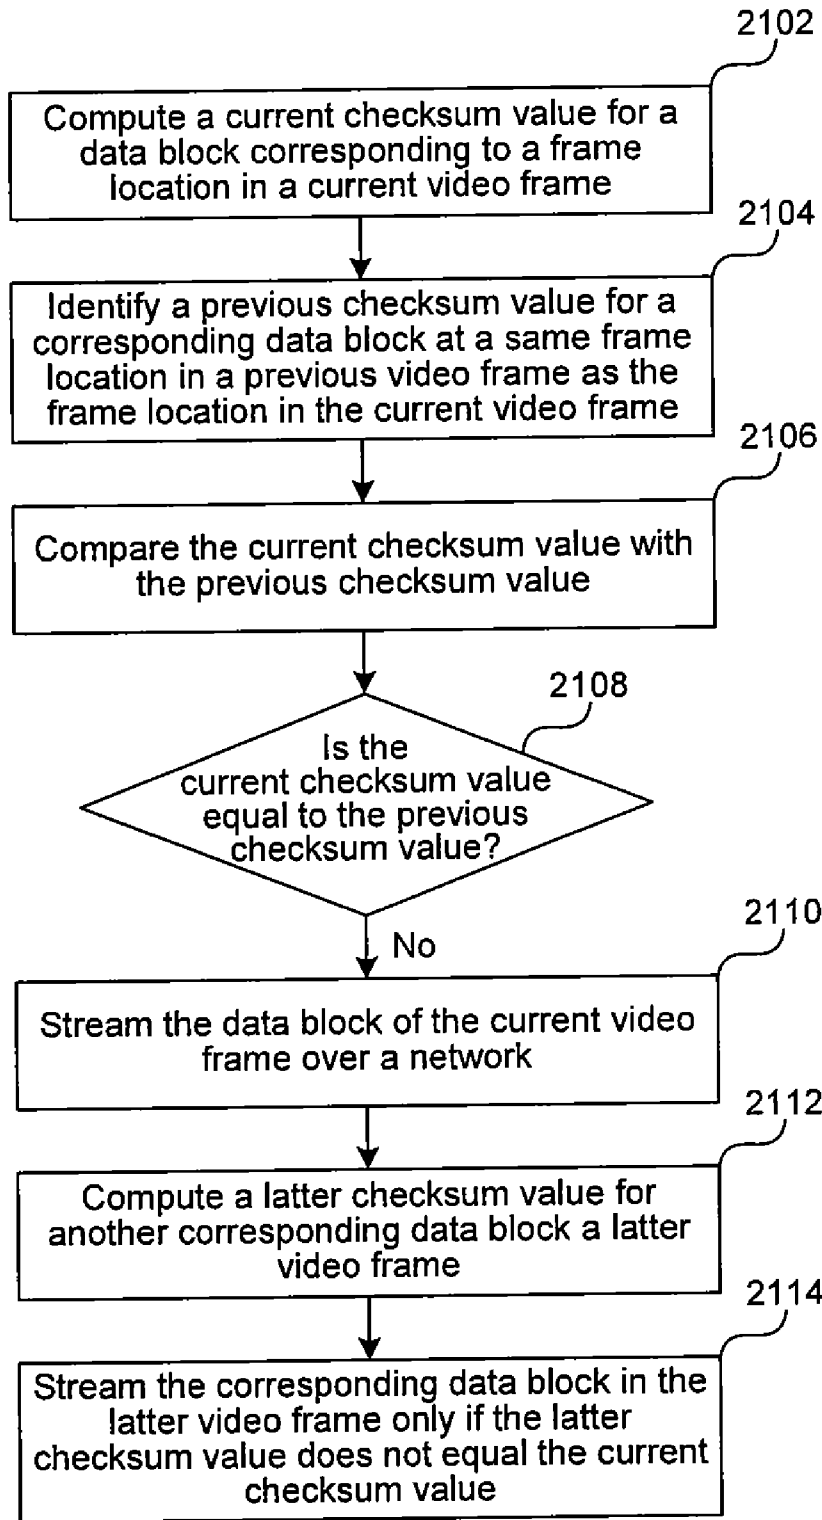 2102
Compute a current checksum value for a
data block corresponding to a frame
location in a current video frame
2104
Identify a previous checksum value for a
corresponding data block at a same frame
location in a previous video frame as the
frame location in the current video frame
2106
Compare the current checksum value with
the previous checksum value
2108
Is the
current checksum value
equal to the previous
checksum value?
No
2110
Stream the data block of the current video
frame over a network
2112
Compute a latter checksum value for
another corresponding data block a latter
video frame
2114
Stream the corresponding data block in the
latter video frame only if the latter
checksum value does not equal the current
checksum value